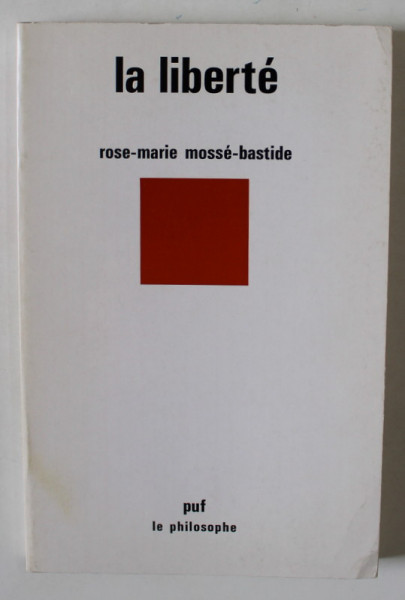 la liberté
rose-marie mossé-bastide
puf
le philosophe